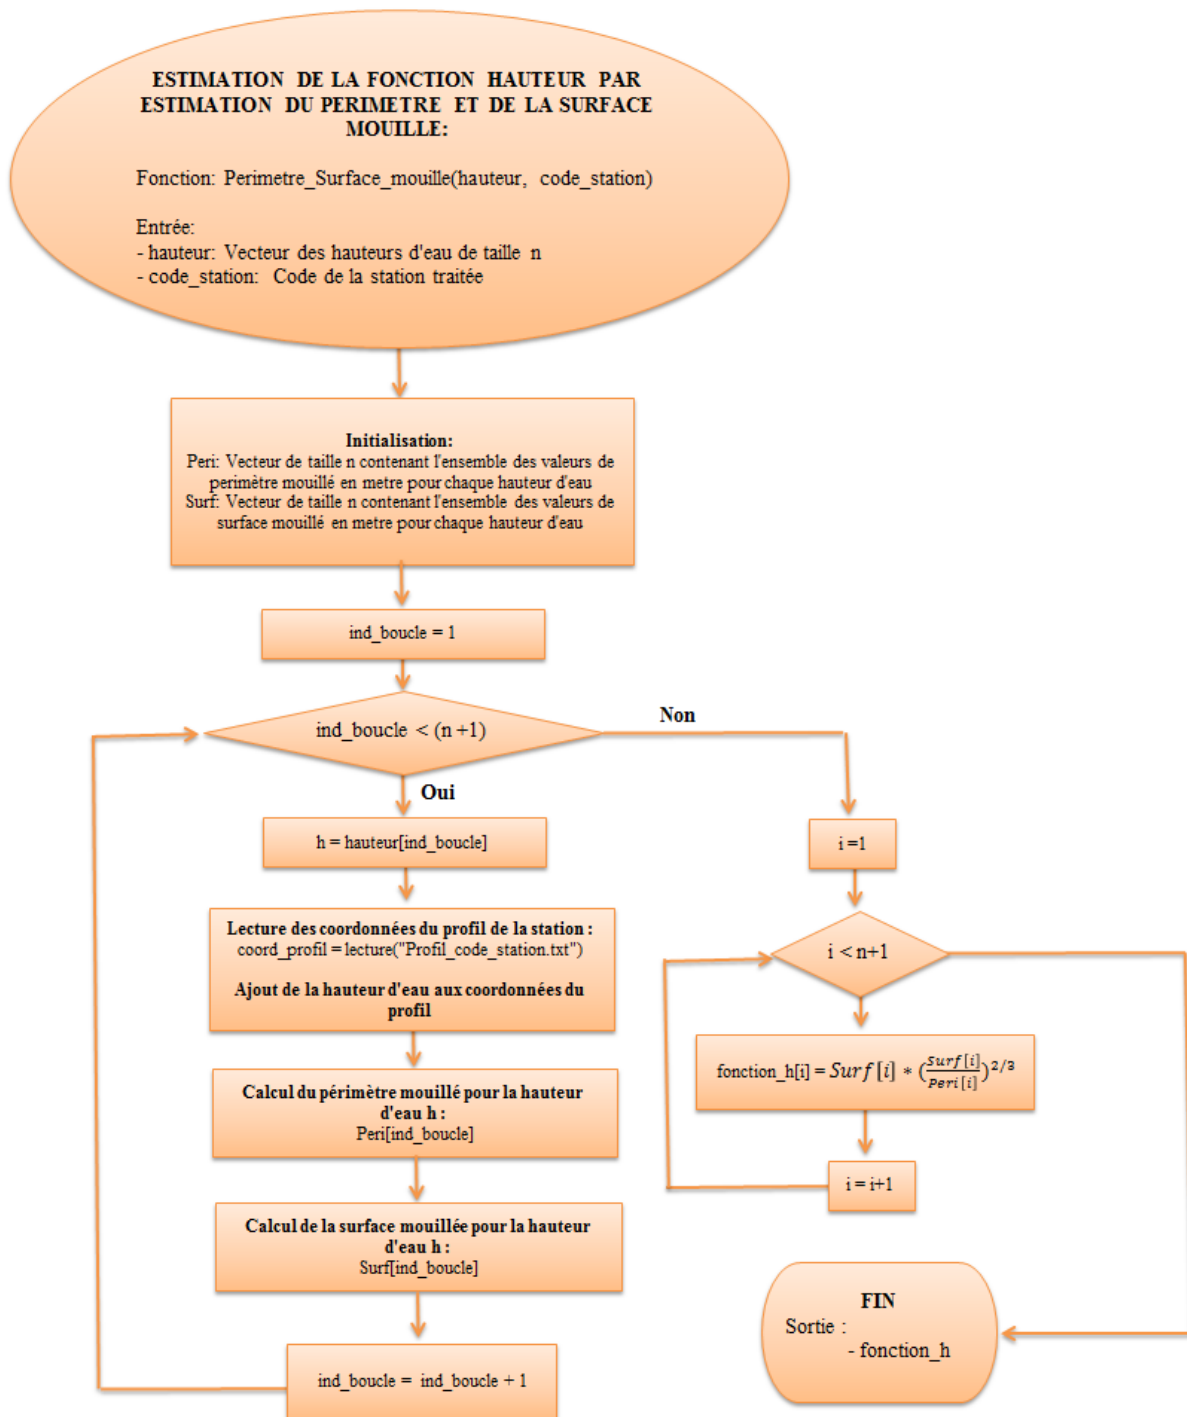 ESTIMATION DE LA FONCTION HAUTEUR PAR
ESTIMATION DU PERIMETRE ET DE LA SURFACE
MOUILLE:
Fonction: Perimetre_Surface_mouille(hauteur, code_station)
Entrée:
- hauteur: Vecteur des hauteurs d'eau de taille n
- code_station: Code de la station traitée
Initialisation:
Peri: Vecteur de taille n contenant l'ensemble des valeurs de
perimètre mouillé en metre pour chaque hauteur d'eau
Surf: Vecteur de taille n contenant l'ensemble des valeurs de
surface mouillé en metre pour chaque hauteur d'eau
ind_boucle = 1
ind_boucle < (n +1)
Non
Oui
h = hauteur[ind_boucle]
Lecture des coordonnées du profil de la station :
coord_profil = lecture("Profil_code_station.txt")
Ajout de la hauteur d'eau aux coordonnées du
profil
Calcul du périmètre mouillé pour la hauteur
d'eau h :
Peri[ind_boucle]
Calcul de la surface mouillée pour la hauteur
d'eau h :
Surf[ind_boucle]
ind_boucle = ind_boucle + 1
i =1
i < n+1
fonction_h[i] = Surf[i] * (Surf[i]/Peri[i])^2/3
i = i+1
FIN
Sortie :
- fonction_h